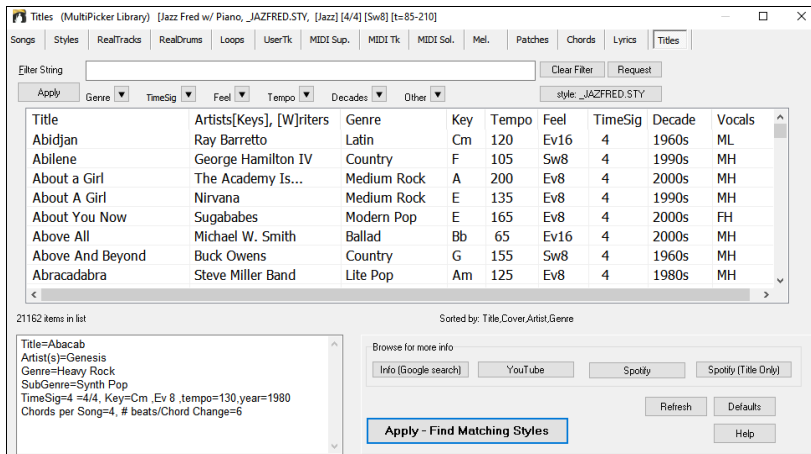 Titles (MultiPicker Library) [Jazz Fred w/ Piano, _JAZFRED.STY, [Jazz] [4/4] [Sw8] [t=85-210]
Songs Styles RealTracks RealDrums Loops UserTk MIDI Sup. MIDI Tk MIDI Sol. Mel. Patches Chords Lyrics Titles
Filter String Clear Filter Request
Apply Genre TimeSig Feel Tempo Decades Other style: _JAZFRED.STY
Title Artists[Keys], [W]riters Genre Key Tempo Feel TimeSig Decade Vocals
Abidjan Ray Barretto Latin Cm 120 Ev16 4 1960s ML
Abilene George Hamilton IV Country F 105 Sw8 4 1990s MH
About a Girl The Academy Is... Medium Rock A 200 Ev8 4 2000s MH
About A Girl Nirvana Medium Rock E 135 Ev8 4 1990s MH
About You Now Sugababes Modern Pop E 165 Ev8 4 2000s FH
Above All Michael W. Smith Ballad Bb 65 Ev16 4 2000s MH
Above And Beyond Buck Owens Country G 155 Sw8 4 1960s MH
Abracadabra Steve Miller Band Lite Pop Am 125 Ev8 4 1980s MH
21162 items in list Sorted by: Title,Cover,Artist,Genre
Title=Abacab
Artist(s)=Genesis
Genre=Heavy Rock
SubGenre=Synth Pop
TimeSig=4 =4/4, Key=Cm ,Ev 8 ,tempo=130,year=1980
Chords per Song=4, # beats/Chord Change=6
Browse for more info
Info (Google search) YouTube Spotify Spotify (Title Only)
Refresh Defaults
Apply - Find Matching Styles Help